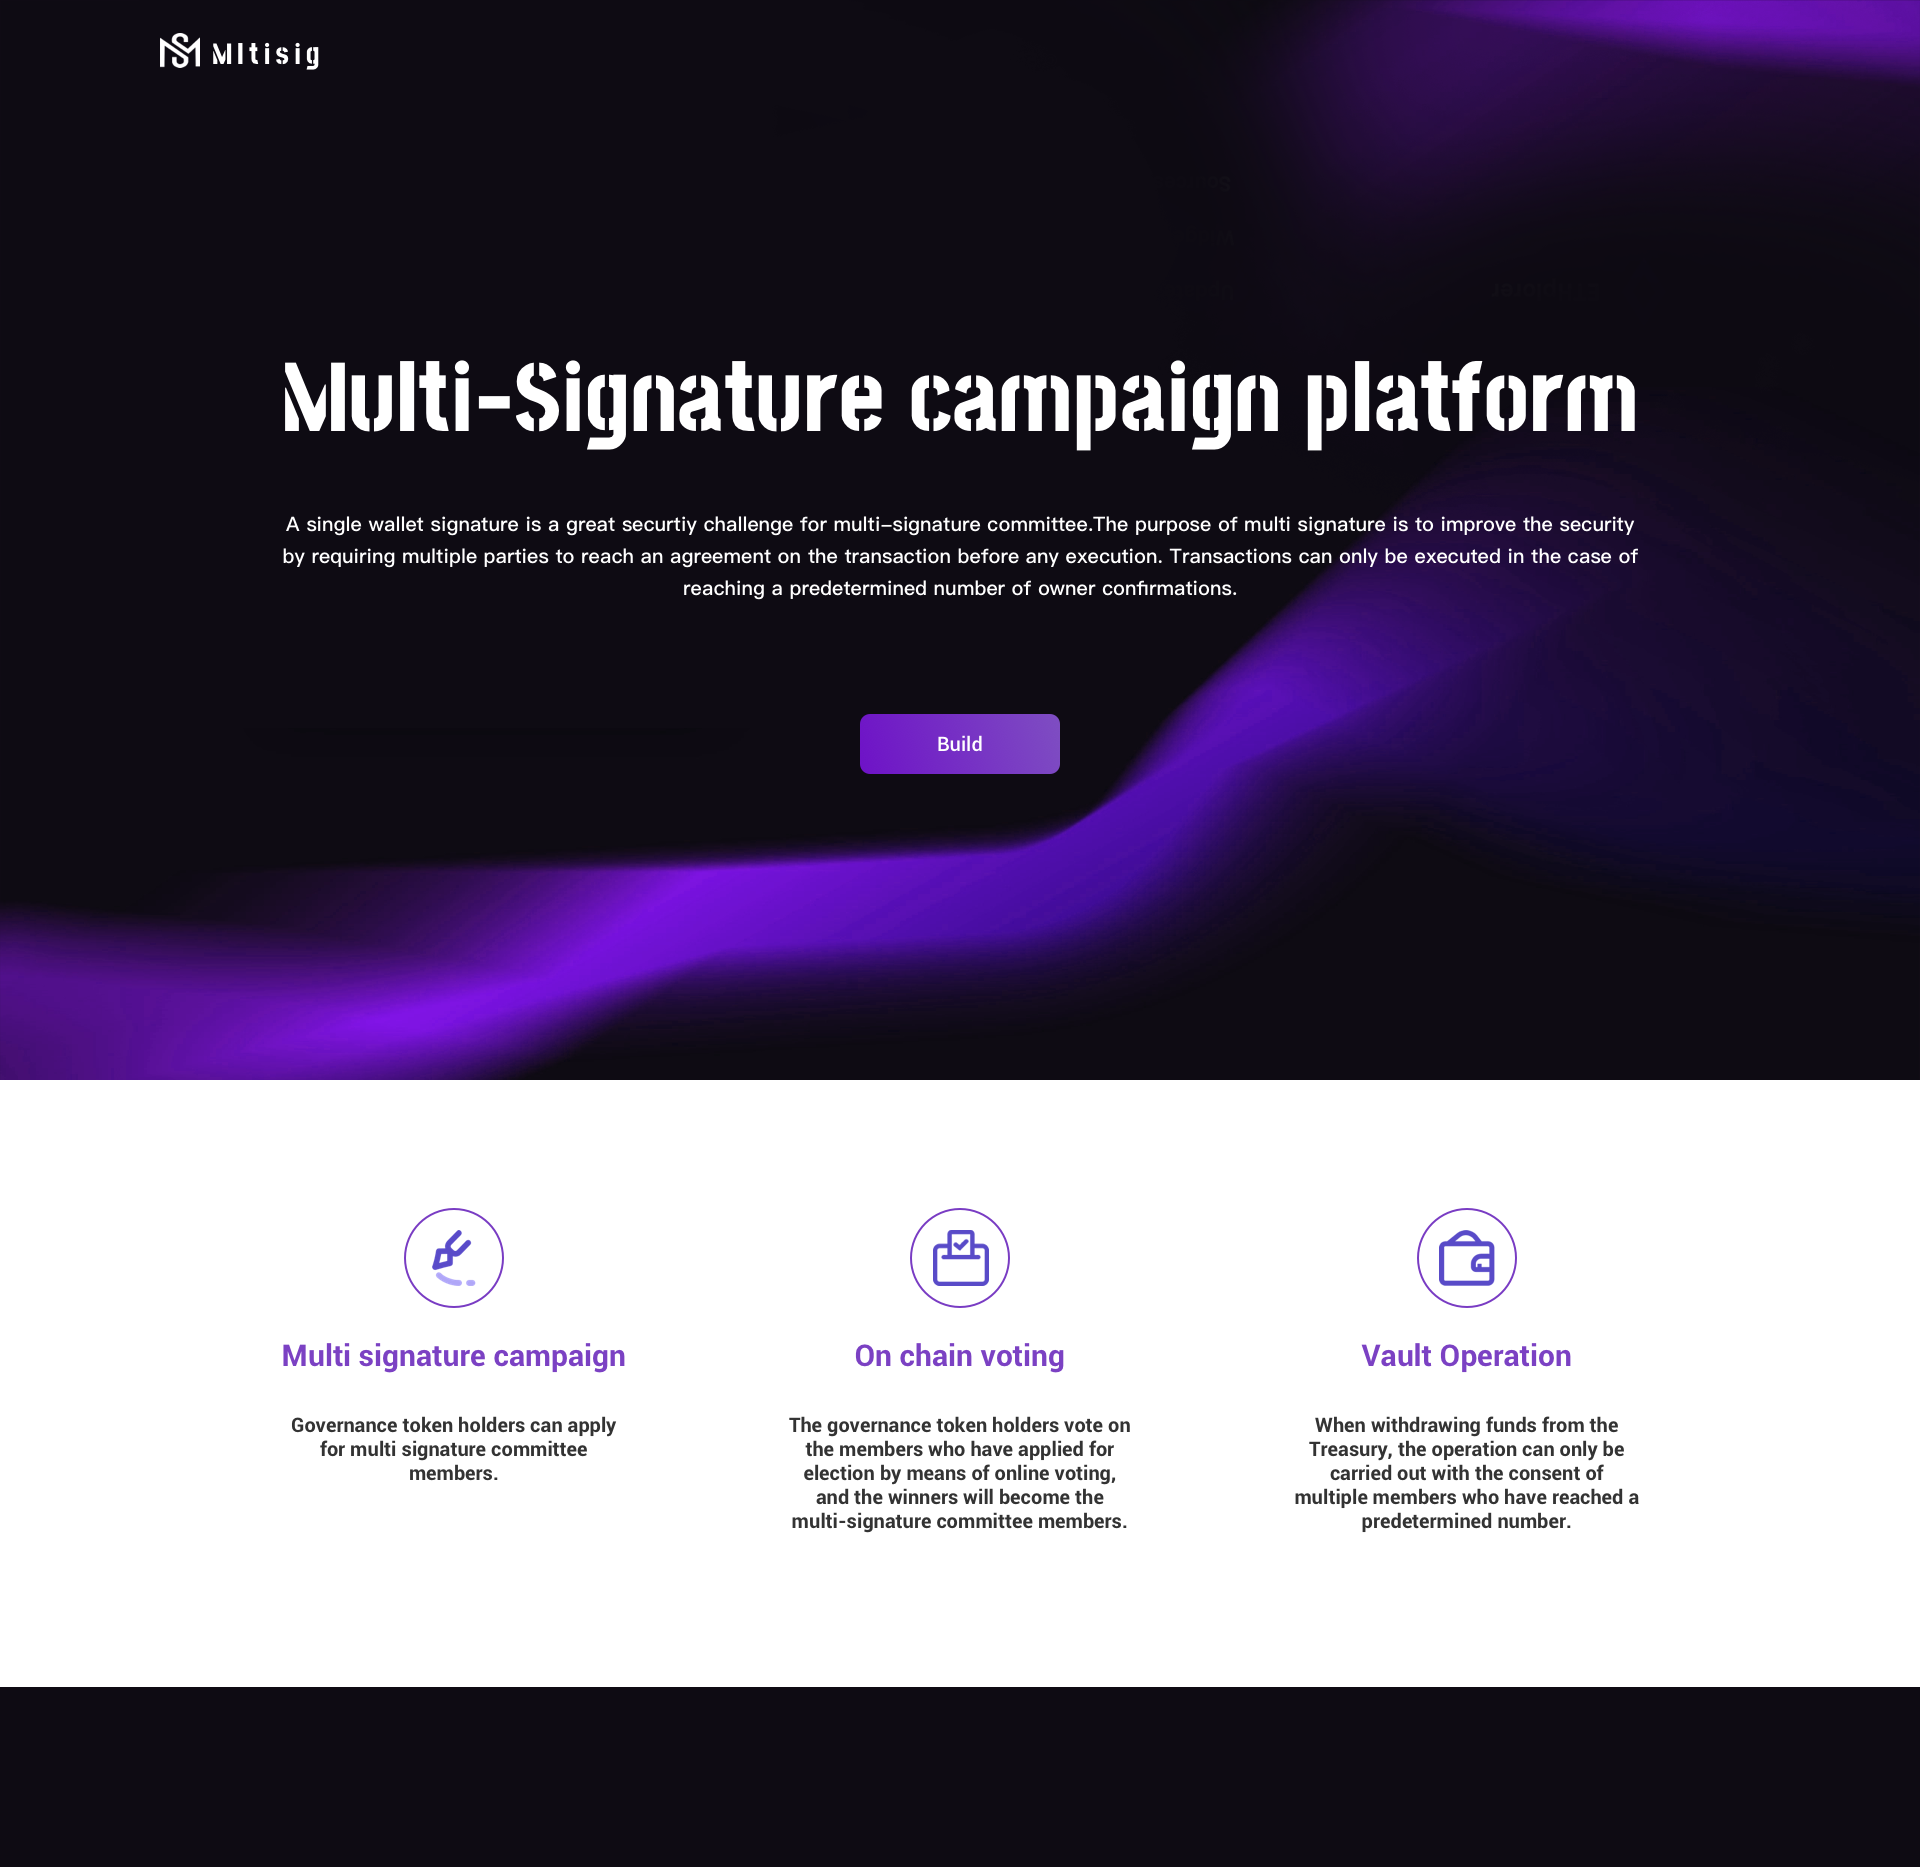 Mltisig
Multi-Signature campaign platform
A single wallet signature is a great securtiy challenge for multi-signature committee.The purpose of multi signature is to improve the security
by requiring multiple parties to reach an agreement on the transaction before any execution. Transactions can only be executed in the case of
reaching a predetermined number of owner confirmations.
Build
Multi signature campaign
Governance token holders can apply
for multi signature committee
members.
On chain voting
The governance token holders vote on
the members who have applied for
election by means of online voting,
and the winners will become the
multi-signature committee members.
Vault Operation
When withdrawing funds from the
Treasury, the operation can only be
carried out with the consent of
multiple members who have reached a
predetermined number.